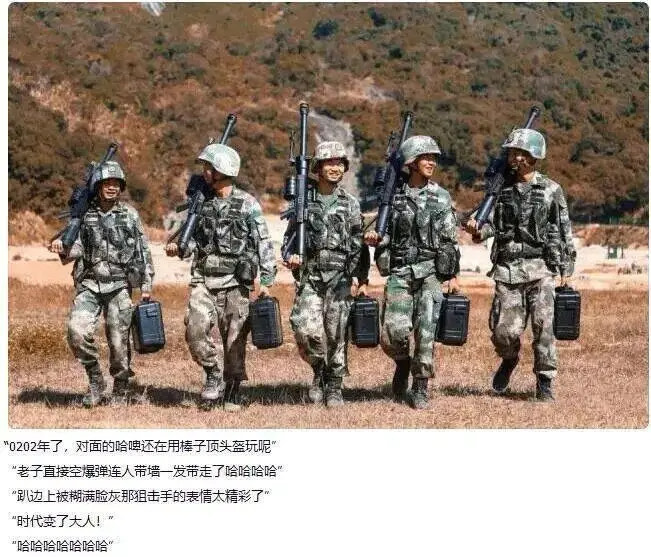 “0202年了，对面的哈啤还在用棒子顶头盔玩呢”
“老子直接空爆弹连人带墙一发带走了哈哈哈哈”
“趴边上被糊满脸灰那狙击手的表情太精彩了”
“时代变了大人！”
“哈哈哈哈哈哈哈哈”